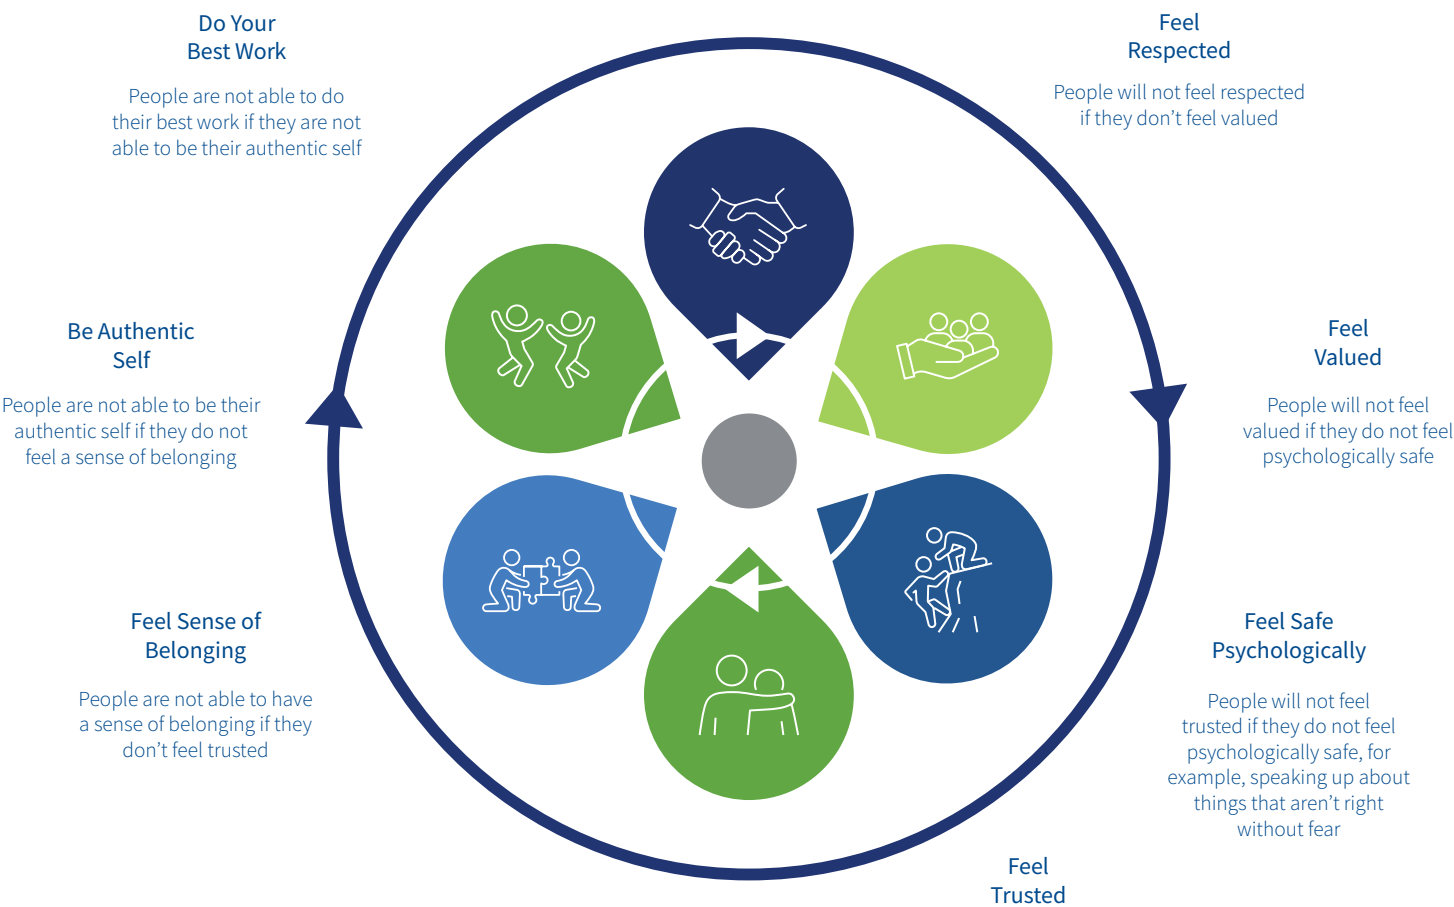 Do Your
Best Work
People are not able to do
their best work if they are not
able to be their authentic self
Feel
Respected
People will not feel respected
if they don’t feel valued
Be Authentic
Self
People are not able to be their
authentic self if they do not
feel a sense of belonging
Feel
Valued
People will not feel
valued if they do not feel
psychologically safe
Feel Sense of
Belonging
People are not able to have
a sense of belonging if they
don’t feel trusted
Feel Safe
Psychologically
People will not feel
trusted if they do not feel
psychologically safe, for
example, speaking up about
things that aren’t right
without fear
Feel
Trusted